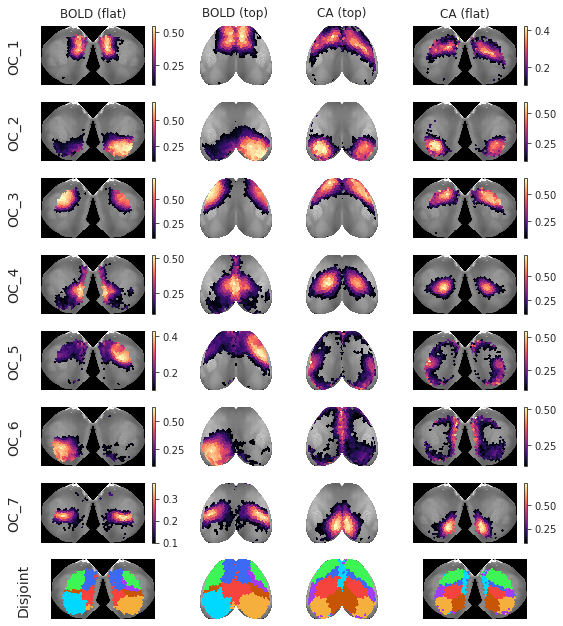 BOLD (flat) BOLD (top) CA (top) CA (flat)
OC_1 0.50 0.25 0.4 0.2
OC_2 0.50 0.25 0.50 0.25
OC_3 0.50 0.25 0.50 0.25
OC_4 0.50 0.25 0.50 0.25
OC_5 0.4 0.2 0.50 0.25
OC_6 0.50 0.25 0.50 0.25
OC_7 0.3 0.2 0.1 0.50 0.25
Disjoint